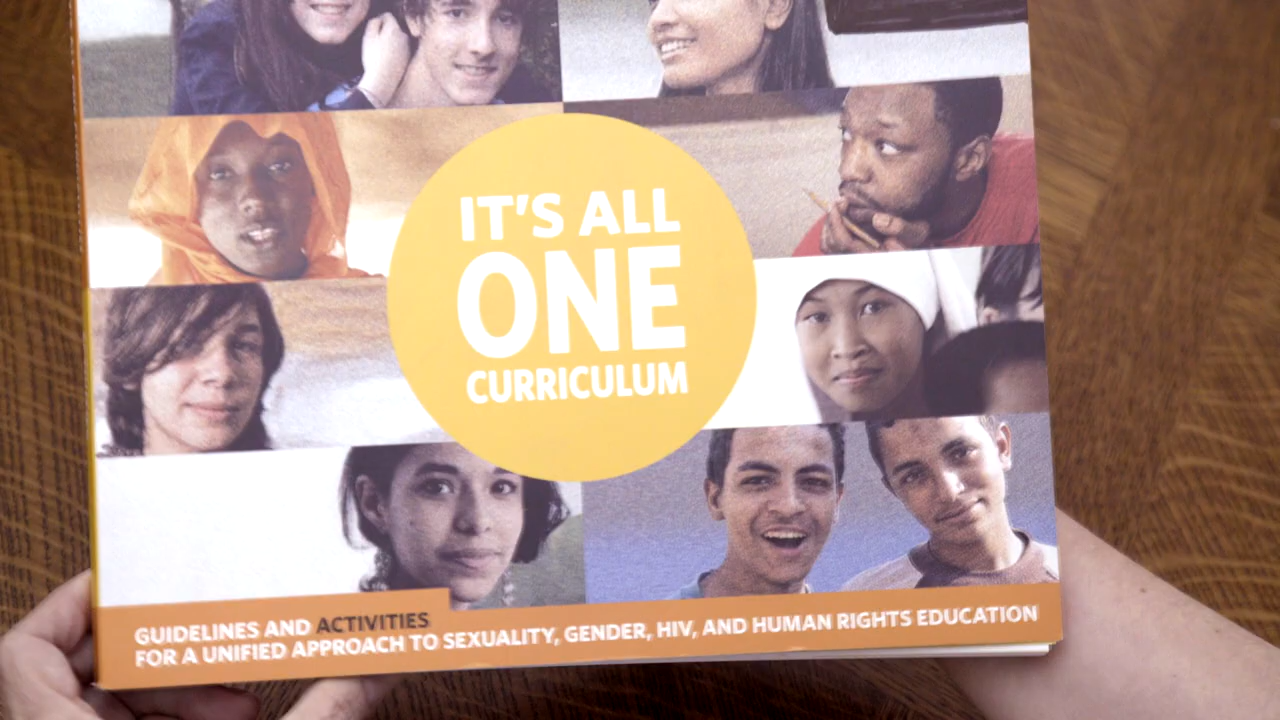 IT'S ALL
ONE
CURRICULUM
GUIDELINES AND ACTIVITIES
FOR A UNIFIED APPROACH TO SEXUALITY, GENDER, HIV, AND HUMAN RIGHTS EDUCATION